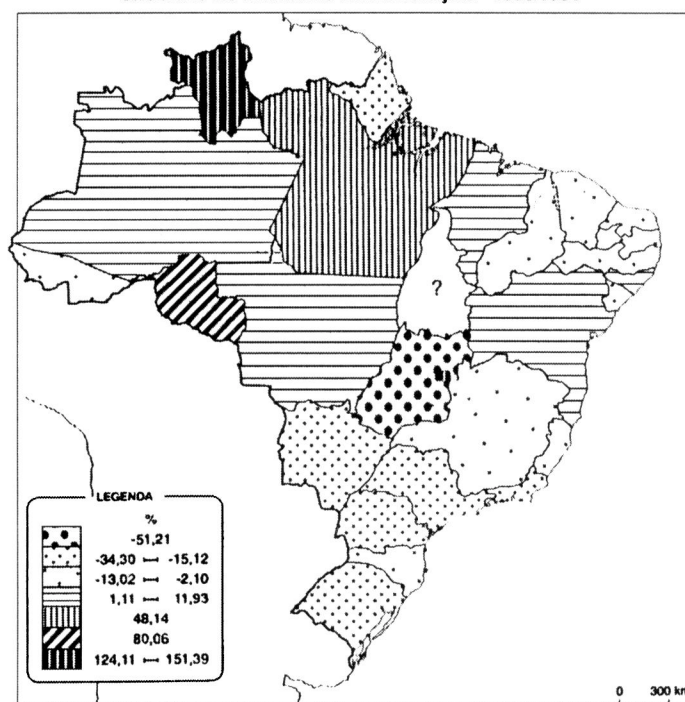 ?
LEGENDA
%
-51,21
-34,30 ⊷ -15,12
-13,02 ⊷ -2,10
1,11 ⊷ 11,93
48,14
80,06
124,11 ⊷ 151,39
0 300 km